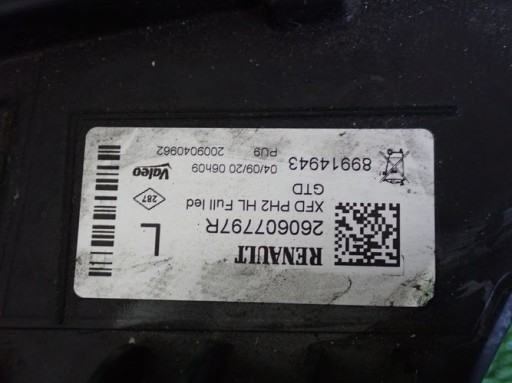 RENAULT
260607797R
XFD PH2 HL Full led
GTD
L
287
89914943
PU9
04/09/20 06h09
2009040962
Valeo